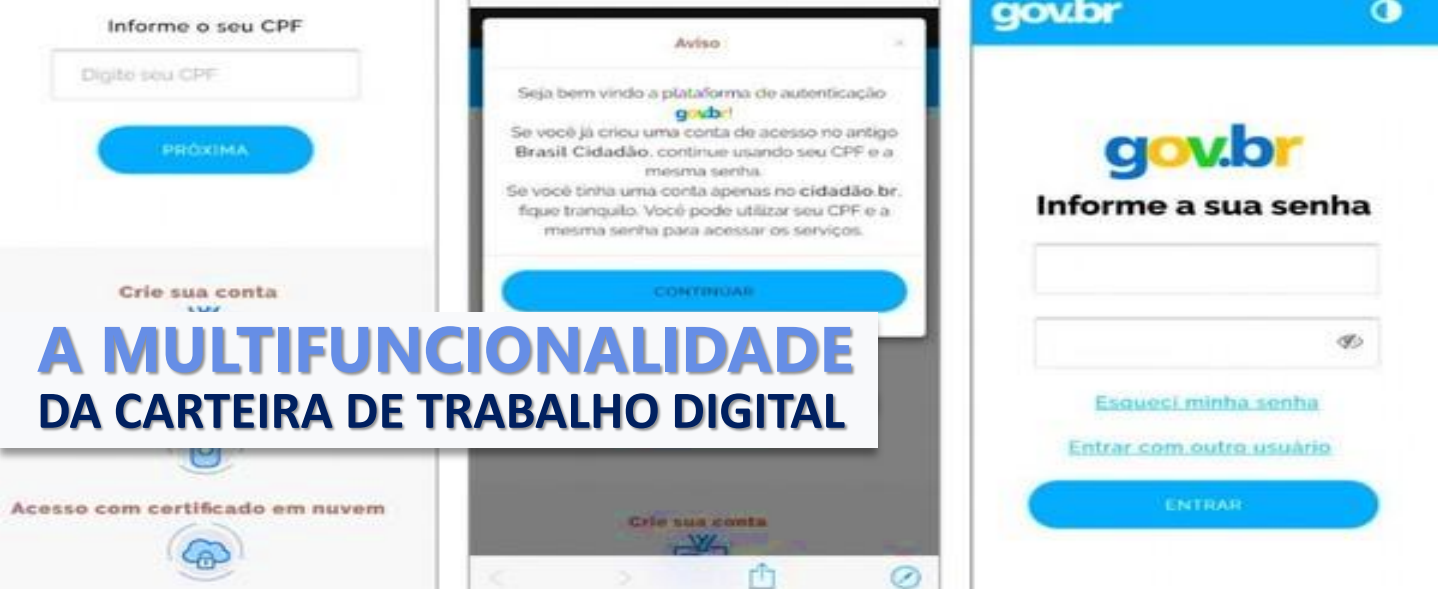 Informe o seu CPF
Digite seu CPF
PRÓXIMA
Crie sua conta
Acesso com certificado em nuvem
Aviso
Seja bem vindo a plataforma de autenticação
gov.br!
Se você já criou uma conta de acesso no antigo
Brasil Cidadão, continue usando seu CPF e a
mesma senha.
Se você tinha uma conta apenas no cidadão.br,
fique tranquilo. Você pode utilizar seu CPF e a
mesma senha para acessar os serviços.
CONTINUAR
Crie sua conta
gov.br
gov.br
Informe a sua senha
Esqueci minha senha
Entrar com outro usuário
ENTRAR
A MULTIFUNCIONALIDADE
DA CARTEIRA DE TRABALHO DIGITAL